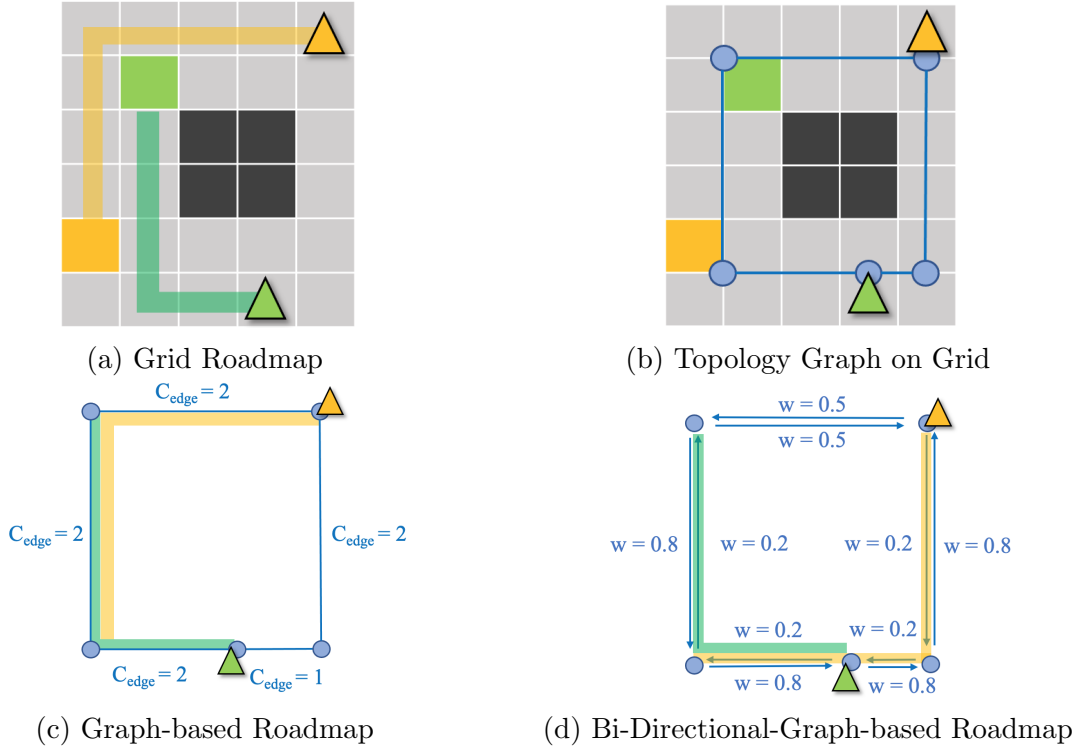 (a) Grid Roadmap
(b) Topology Graph on Grid
C_edge = 2
C_edge = 2
C_edge = 2
C_edge = 2
C_edge = 1
(c) Graph-based Roadmap
w = 0.5
w = 0.5
w = 0.8
w = 0.2
w = 0.2
w = 0.8
w = 0.2
w = 0.2
w = 0.8
w = 0.8
(d) Bi-Directional-Graph-based Roadmap